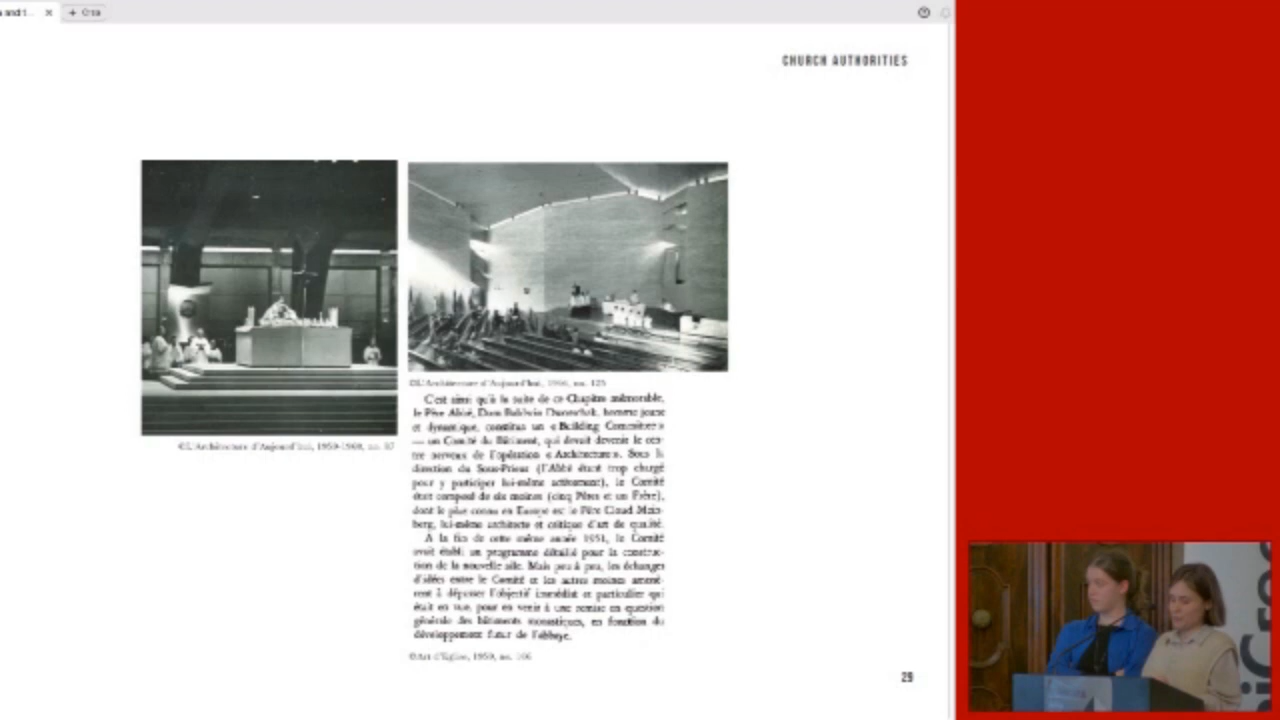 CHURCH AUTHORITIES
©L'Architecture d'Aujourd'hui, 1966, no. 125
©L'Architecture d'Aujourd'hui, 1959-1960, no. 87
C'est ainsi qu'à la suite de ce Chapitre mémorable,
le Père Abbé, Dom Baldwin Dworschak, homme jeune
et dynamique, constitua un « Building Committee »
— un Comité du Bâtiment, qui devait devenir le cen-
tre nerveux de l'opération « Architecture ». Sous la
direction du Sous-Prieur (l'Abbé étant trop chargé
pour y participer lui-même activement), le Comité
était composé de six moines (cinq Pères et un Frère),
dont le plus connu en Europe est le Père Cloud Mein-
berg, lui-même architecte et critique d'art de qualité.
A la fin de cette même année 1951, le Comité
avait établi un programme détaillé pour la construc-
tion de la nouvelle aile. Mais peu à peu, les échanges
d'idées entre le Comité et les autres moines amenè-
rent à dépasser l'objectif immédiat et particulier qui
était en vue, pour en venir à une remise en question
générale des bâtiments monastiques, en fonction du
développement futur de l'abbaye.
©Art d'Eglise, 1959, no. 106
29